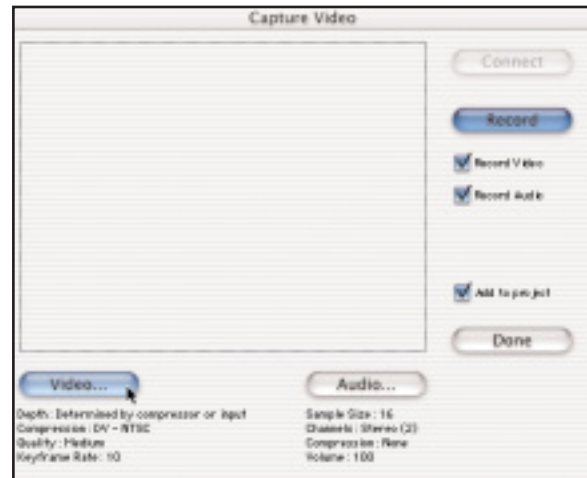 Capture Video
Connect
Record
Record Video
Record Audio
Add to project
Done
Video...
Audio...
Depth: Determined by compressor or input
Compression: DV - NTSC
Quality: Medium
Keyframe Rate: 10
Sample Size: 16
Channels: Stereo (2)
Compression: None
Volume: 100